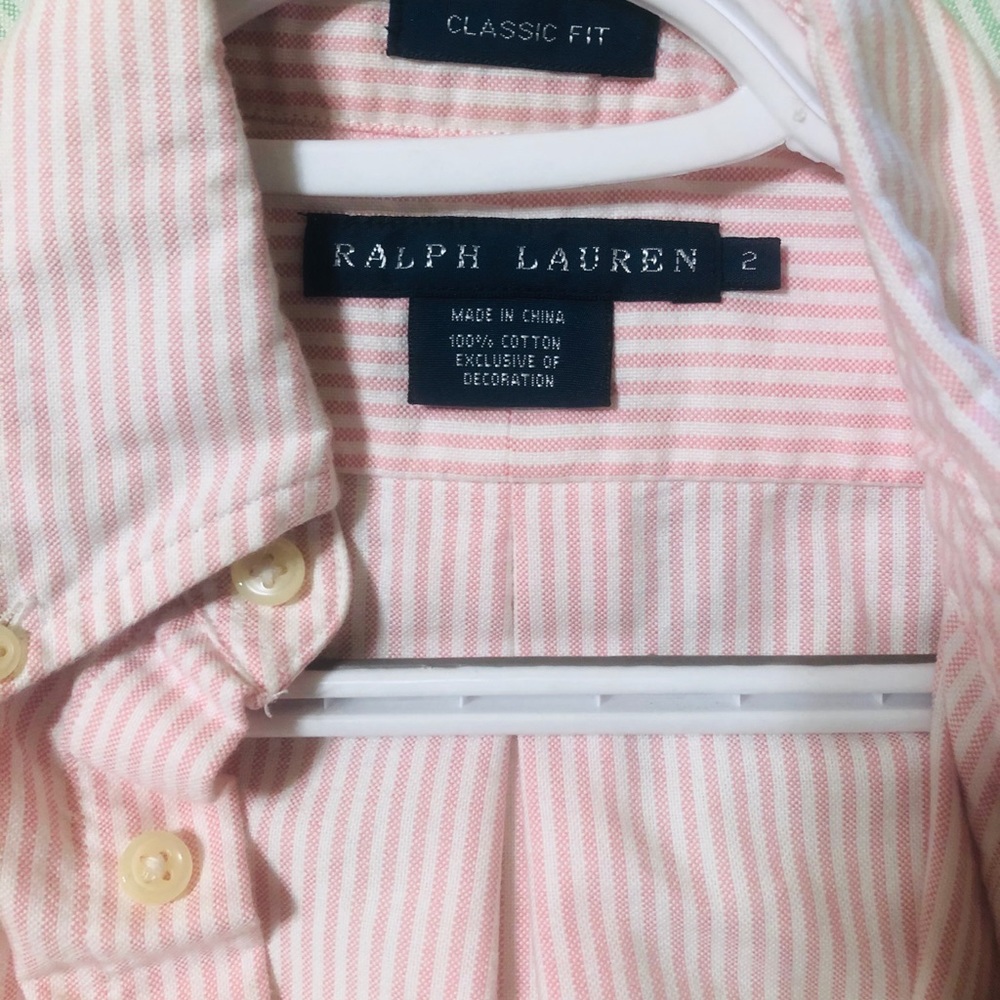 CLASSIC FIT
RALPH LAUREN 2
MADE IN CHINA
100% COTTON
EXCLUSIVE OF
DECORATION